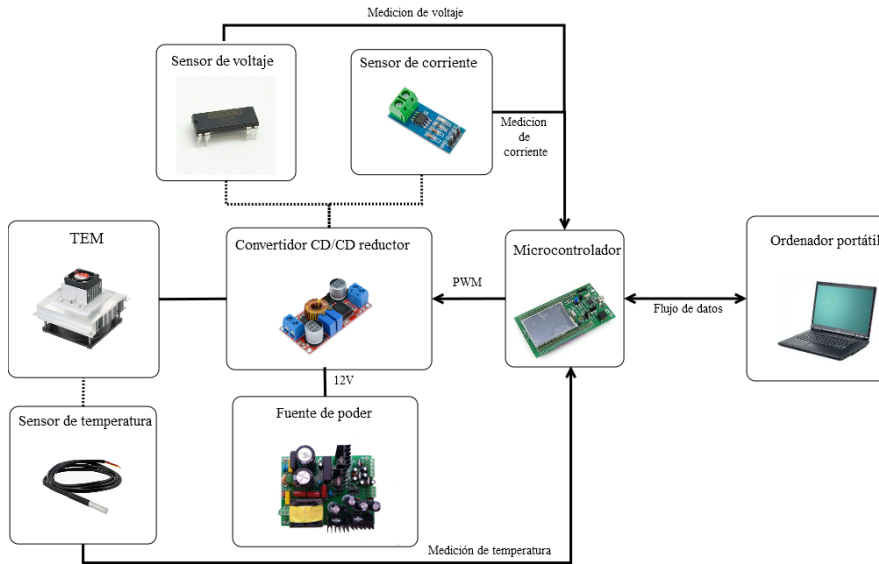 Medicion de voltaje
Sensor de voltaje
Sensor de corriente
Medicion
de
corriente
TEM
Convertidor CD/CD reductor
Microcontrolador
Ordenador portátil
PWM
Flujo de datos
12V
Sensor de temperatura
Fuente de poder
Medición de temperatura